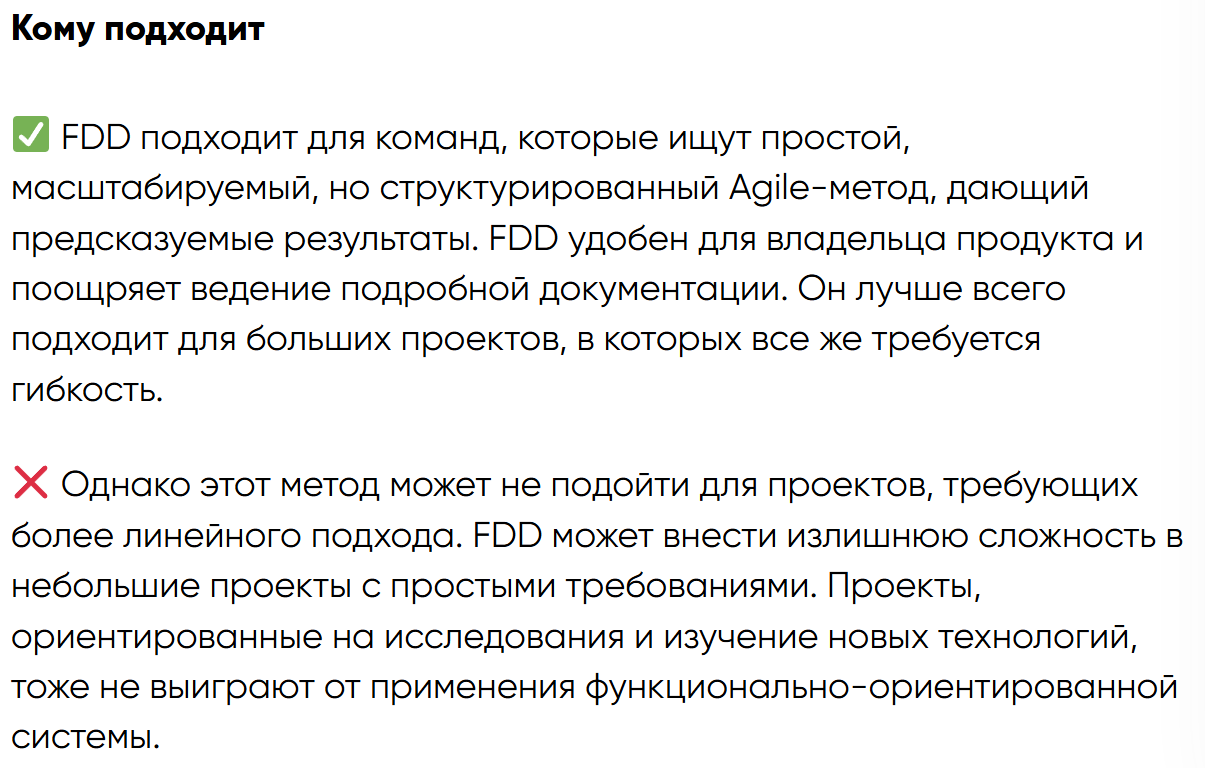 Кому подходит
✅ FDD подходит для команд, которые ищут простой,
масштабируемый, но структурированный Agile-метод, дающий
предсказуемые результаты. FDD удобен для владельца продукта и
поощряет ведение подробной документации. Он лучше всего
подходит для больших проектов, в которых все же требуется
гибкость.
❌ Однако этот метод может не подойти для проектов, требующих
более линейного подхода. FDD может внести излишнюю сложность в
небольшие проекты с простыми требованиями. Проекты,
ориентированные на исследования и изучение новых технологий,
тоже не выиграют от применения функционально-ориентированной
системы.